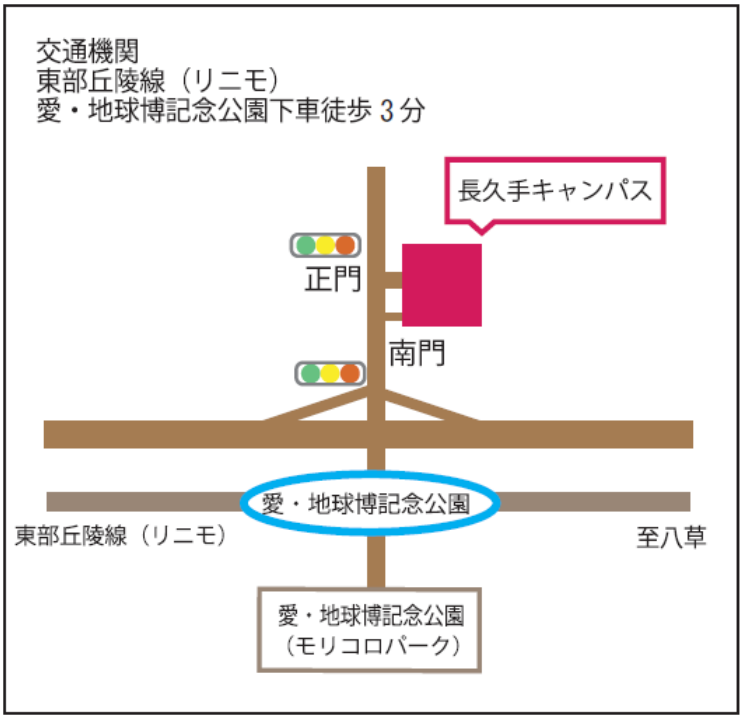 交通機関
東部丘陵線（リニモ）
愛・地球博記念公園下車徒歩 3 分
長久手キャンパス
正門
南門
愛・地球博記念公園
東部丘陵線（リニモ）
至八草
愛・地球博記念公園
（モリコロパーク）